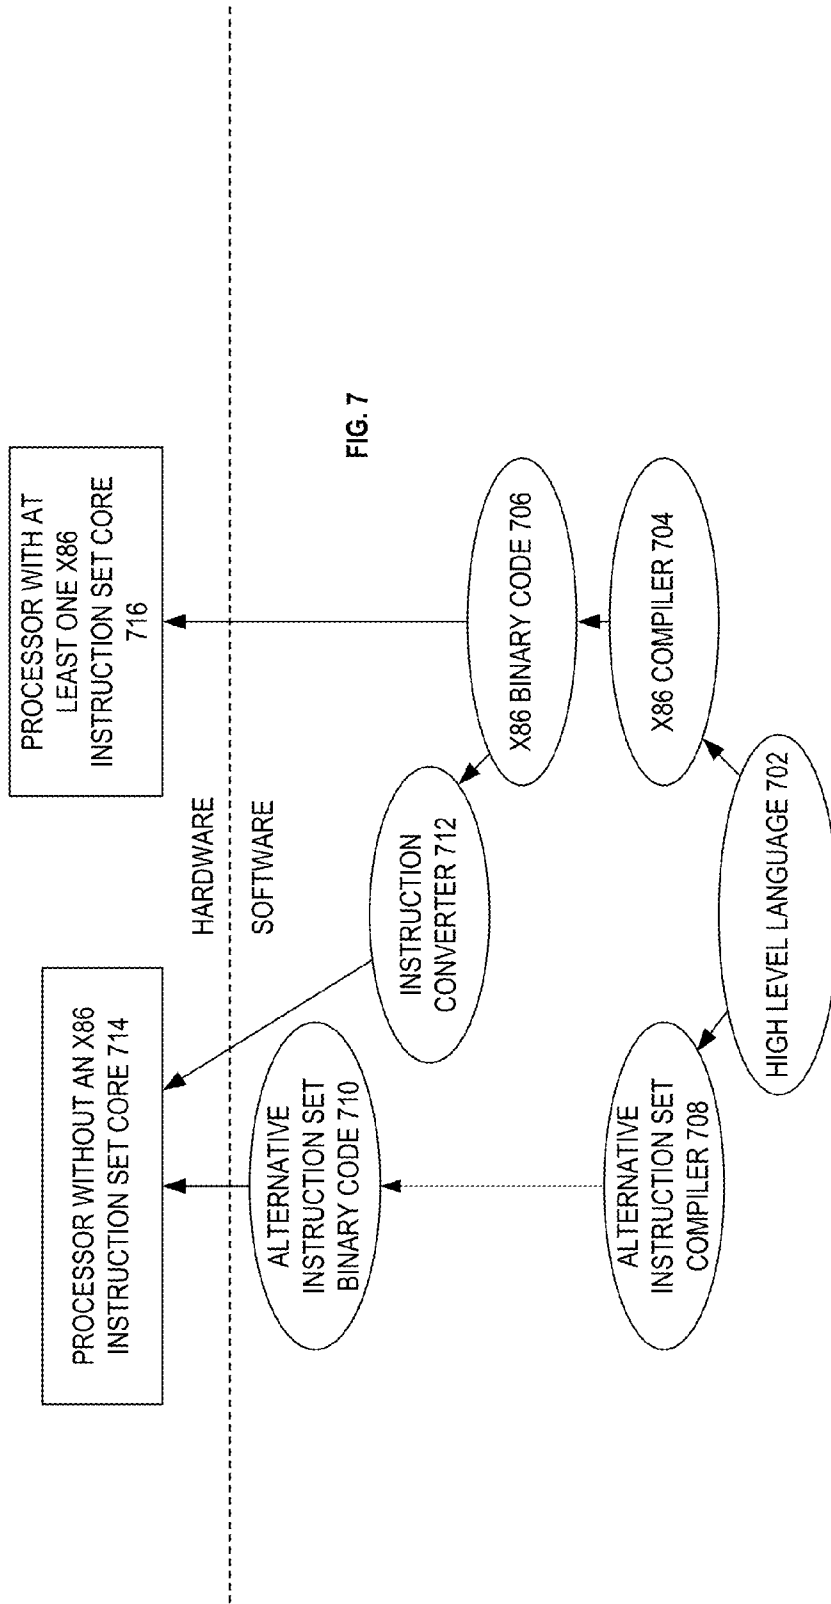 PROCESSOR WITHOUT AN X86
INSTRUCTION SET CORE 714
PROCESSOR WITH AT
LEAST ONE X86
INSTRUCTION SET CORE
716
HARDWARE
SOFTWARE
ALTERNATIVE
INSTRUCTION SET
BINARY CODE 710
INSTRUCTION
CONVERTER 712
X86 BINARY CODE 706
ALTERNATIVE
INSTRUCTION SET
COMPILER 708
X86 COMPILER 704
HIGH LEVEL LANGUAGE 702
FIG. 7